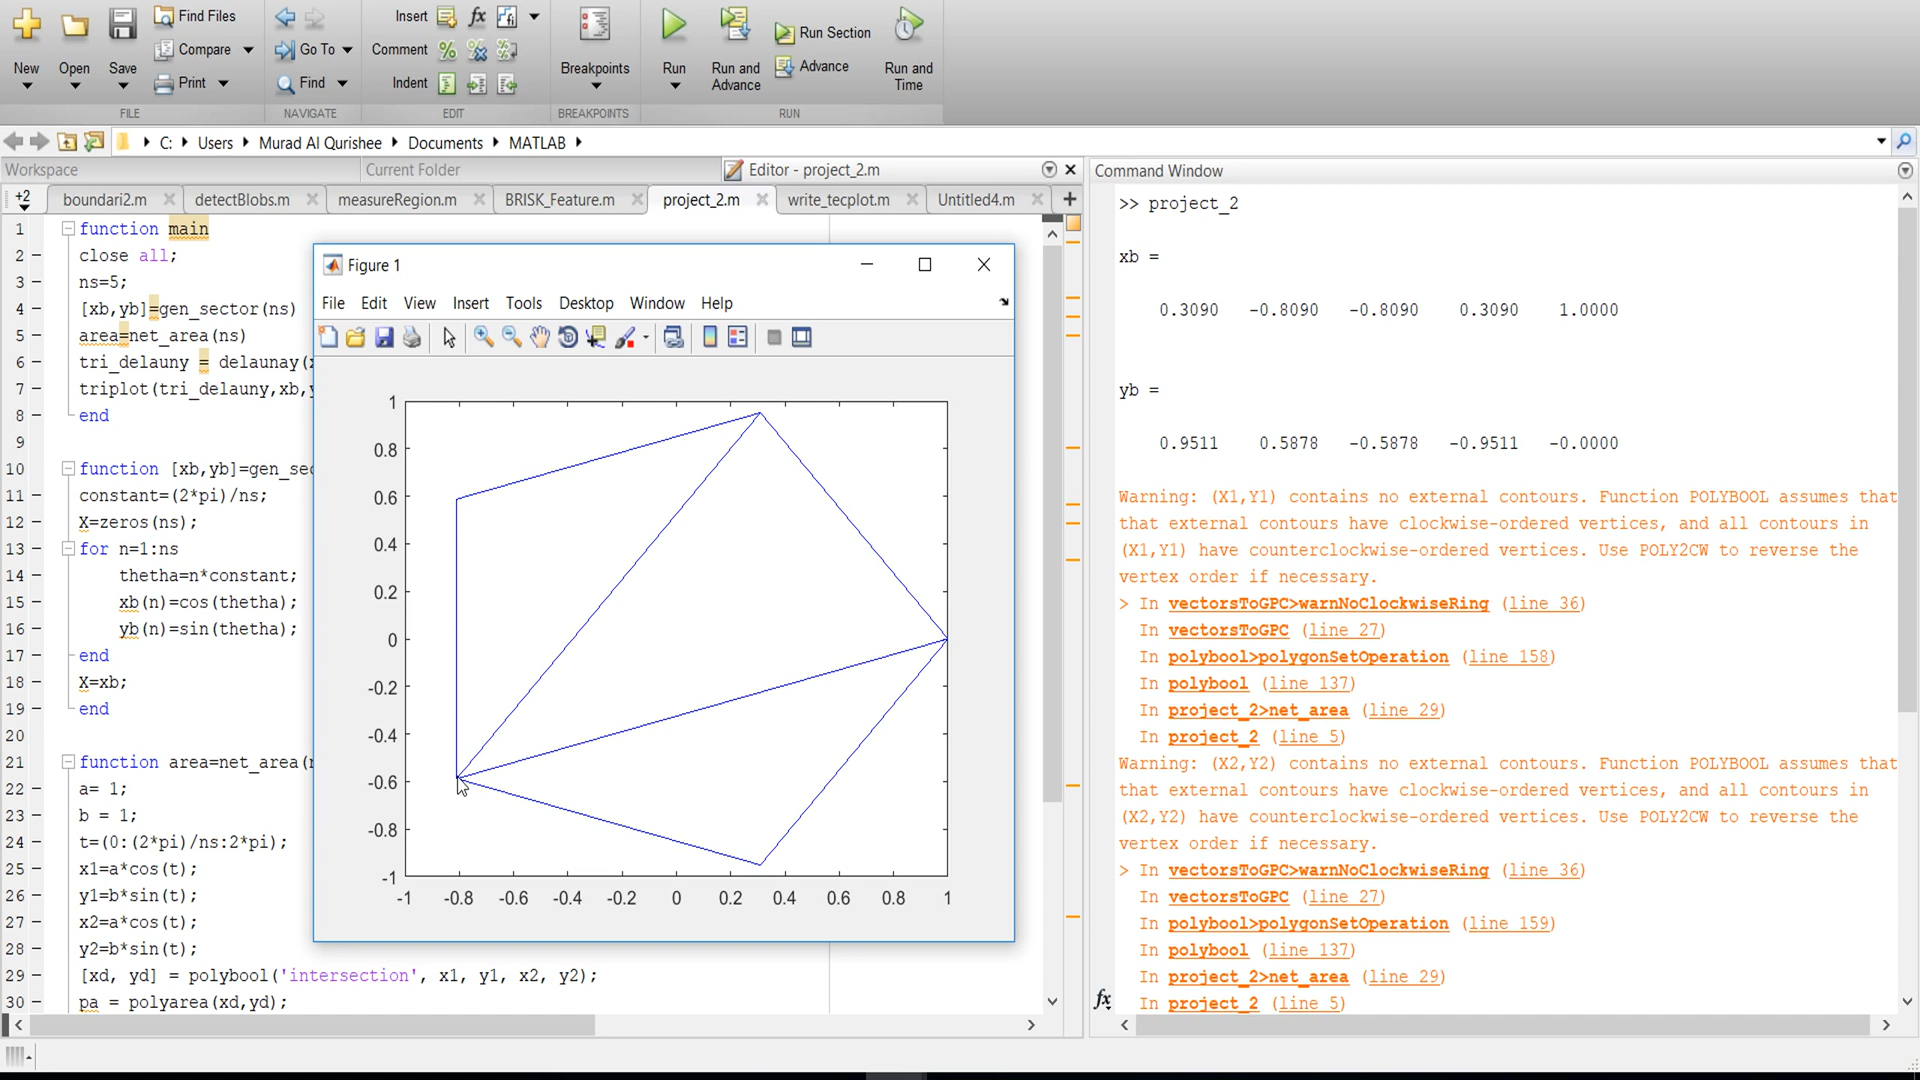 New
Open
Save
Find Files
Compare
Print
Go To
Find
Insert
fx
Comment
Indent
Breakpoints
Run
Run and
Advance
Run Section
Advance
Run and
Time
FILE
NAVIGATE
EDIT
BREAKPOINTS
RUN
C: Users Murad Al Qurishee Documents MATLAB
Workspace
Current Folder
Editor - project_2.m
Command Window
+2
boundari2.m
detectBlobs.m
measureRegion.m
BRISK_Feature.m
project_2.m
write_tecplot.m
Untitled4.m
1 function main
2 close all;
3 ns=5;
4 [xb,yb]=gen_sector(ns)
5 area=net_area(ns)
6 tri_delauny = delaunay(
7 triplot(tri_delauny,xb,
8 end
9
10 function [xb,yb]=gen_sec
11 constant=(2*pi)/ns;
12 X=zeros(ns);
13 for n=1:ns
14 thetha=n*constant;
15 xb(n)=cos(thetha);
16 yb(n)=sin(thetha);
17 end
18 X=xb;
19 end
20
21 function area=net_area(
22 a= 1;
23 b = 1;
24 t=(0:(2*pi)/ns:2*pi);
25 x1=a*cos(t);
26 y1=b*sin(t);
27 x2=a*cos(t);
28 y2=b*sin(t);
29 [xd, yd] = polybool('intersection', x1, y1, x2, y2);
30 pa = polyarea(xd,yd);
Figure 1
File Edit View Insert Tools Desktop Window Help
1
0.8
0.6
0.4
0.2
0
-0.2
-0.4
-0.6
-0.8
-1
-1 -0.8 -0.6 -0.4 -0.2 0 0.2 0.4 0.6 0.8 1
>> project_2
xb =
0.3090 -0.8090 -0.8090 0.3090 1.0000
yb =
0.9511 0.5878 -0.5878 -0.9511 -0.0000
Warning: (X1,Y1) contains no external contours. Function POLYBOOL assumes that
that external contours have clockwise-ordered vertices, and all contours in
(X1,Y1) have counterclockwise-ordered vertices. Use POLY2CW to reverse the
vertex order if necessary.
> In vectorsToGPC>warnNoClockwiseRing (line 36)
In vectorsToGPC (line 27)
In polybool>polygonSetOperation (line 158)
In polybool (line 137)
In project_2>net_area (line 29)
In project_2 (line 5)
Warning: (X2,Y2) contains no external contours. Function POLYBOOL assumes that
that external contours have clockwise-ordered vertices, and all contours in
(X2,Y2) have counterclockwise-ordered vertices. Use POLY2CW to reverse the
vertex order if necessary.
> In vectorsToGPC>warnNoClockwiseRing (line 36)
In vectorsToGPC (line 27)
In polybool>polygonSetOperation (line 159)
In polybool (line 137)
In project_2>net_area (line 29)
In project_2 (line 5)
fx